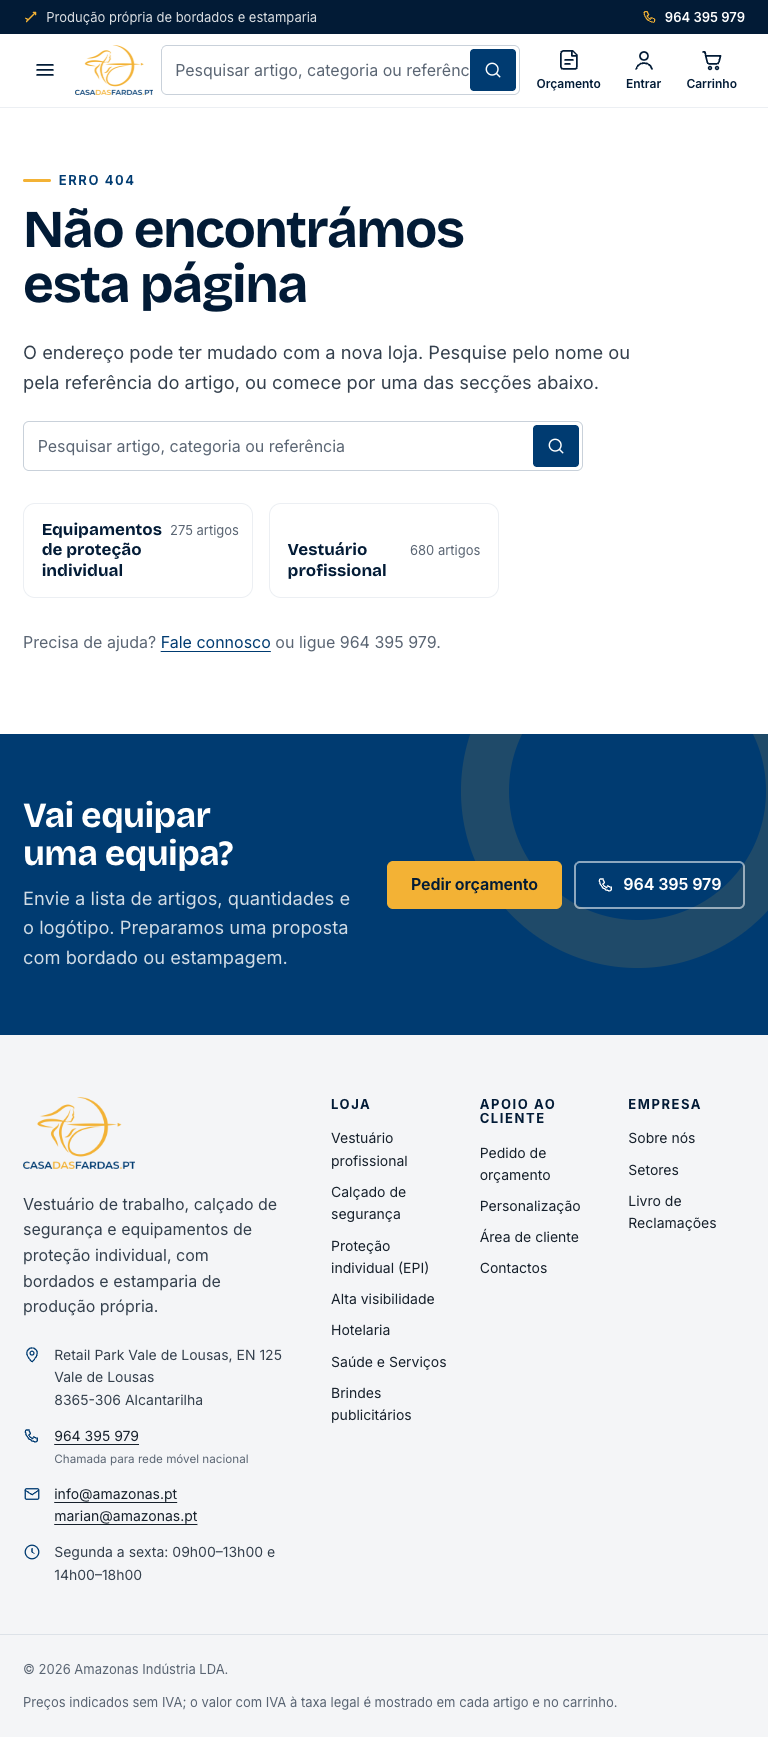 Produção própria de bordados e estamparia
964 395 979
CASADASFARDAS.PT
Pesquisar artigo, categoria ou referênc
Orçamento
Entrar
Carrinho
ERRO 404
Não encontrámos
esta página
O endereço pode ter mudado com a nova loja. Pesquise pelo nome ou
pela referência do artigo, ou comece por uma das secções abaixo.
Pesquisar artigo, categoria ou referência
Equipamentos
de proteção
individual
275 artigos
Vestuário
profissional
680 artigos
Precisa de ajuda? Fale connosco ou ligue 964 395 979.
Vai equipar
uma equipa?
Envie a lista de artigos, quantidades e
o logótipo. Preparamos uma proposta
com bordado ou estampagem.
Pedir orçamento
964 395 979
CASADASFARDAS.PT
Vestuário de trabalho, calçado de
segurança e equipamentos de
proteção individual, com
bordados e estamparia de
produção própria.
Retail Park Vale de Lousas, EN 125
Vale de Lousas
8365-306 Alcantarilha
964 395 979
Chamada para rede móvel nacional
info@amazonas.pt
marian@amazonas.pt
Segunda a sexta: 09h00–13h00 e
14h00–18h00
LOJA
Vestuário
profissional
Calçado de
segurança
Proteção
individual (EPI)
Alta visibilidade
Hotelaria
Saúde e Serviços
Brindes
publicitários
APOIO AO
CLIENTE
Pedido de
orçamento
Personalização
Área de cliente
Contactos
EMPRESA
Sobre nós
Setores
Livro de
Reclamações
© 2026 Amazonas Indústria LDA.
Preços indicados sem IVA; o valor com IVA à taxa legal é mostrado em cada artigo e no carrinho.